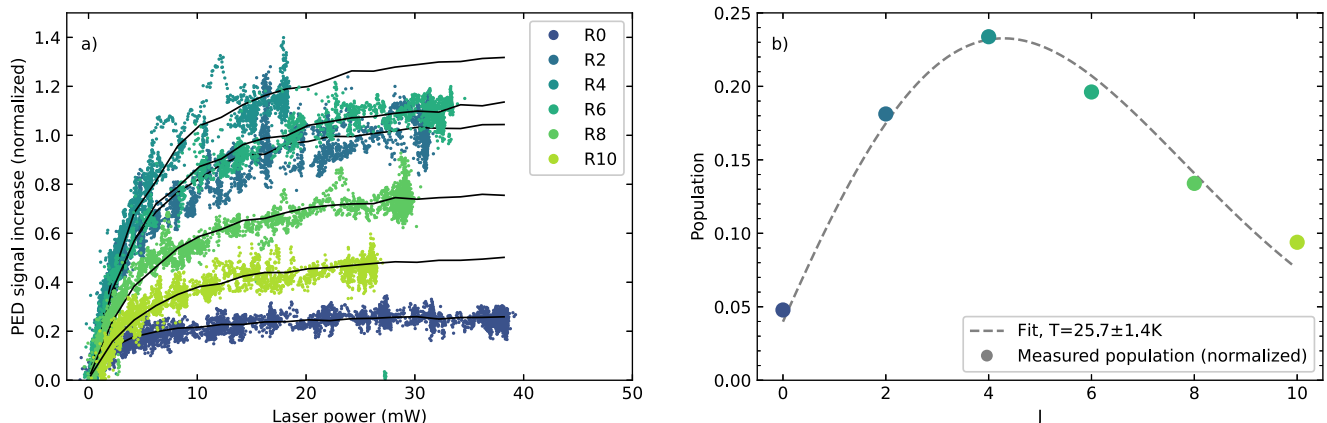 a)
R0
R2
R4
R6
R8
R10
1.4
1.2
1.0
0.8
0.6
0.4
0.2
0.0
PED signal increase (normalized)
0 10 20 30 40 50
Laser power (mW)
b)
0.25
0.20
0.15
0.10
0.05
0.00
Population
Fit, T=25.7±1.4K
Measured population (normalized)
0 2 4 6 8 10